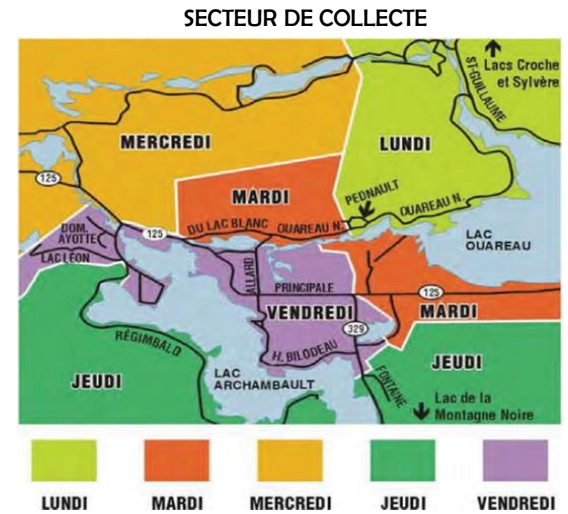 SECTEUR DE COLLECTE
Lacs Croche
et Sylvère
ST-GUILLAUME
MERCREDI
LUNDI
125
MARDI
PEDNAULT
OUAREAU N.
DU LAC BLANC
OUAREAU N.
LAC
OUAREAU
DOM.
AYOTTE
LAC LÉON
125
ALLARD
PRINCIPALE
125
VENDREDI
MARDI
329
RÉGIMBALD
H. BILODEAU
JEUDI
LAC
ARCHAMBAULT
FONTAINE
JEUDI
Lac de la
Montagne Noire
LUNDI
MARDI
MERCREDI
JEUDI
VENDREDI